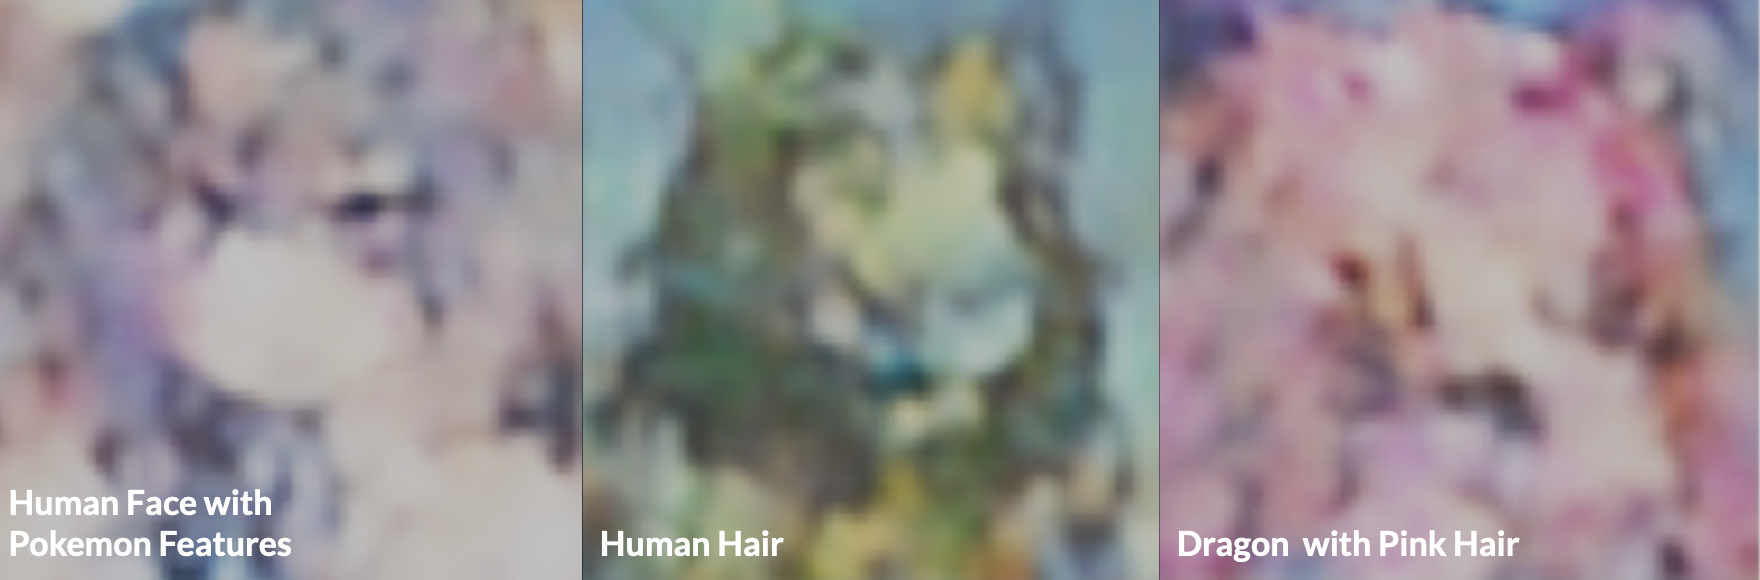 Human Face with
Pokemon Features
Human Hair
Dragon  with Pink Hair